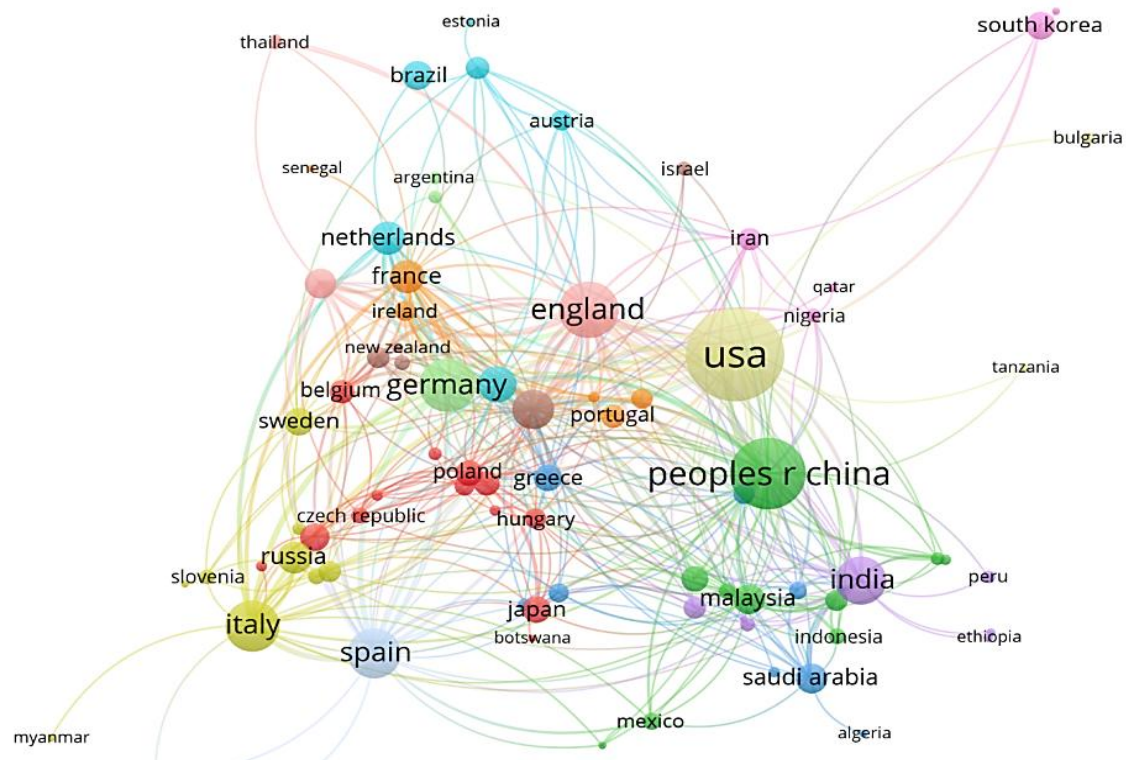 estonia
south korea
thailand
brazil
austria
bulgaria
senegal
argentina
israel
netherlands
iran
france
qatar
england
ireland
nigeria
new zealand
usa
tanzania
belgium
germany
sweden
portugal
poland
greece
peoples r china
czech republic
hungary
russia
slovenia
india
peru
malaysia
japan
italy
botswana
indonesia
ethiopia
spain
saudi arabia
mexico
algeria
myanmar